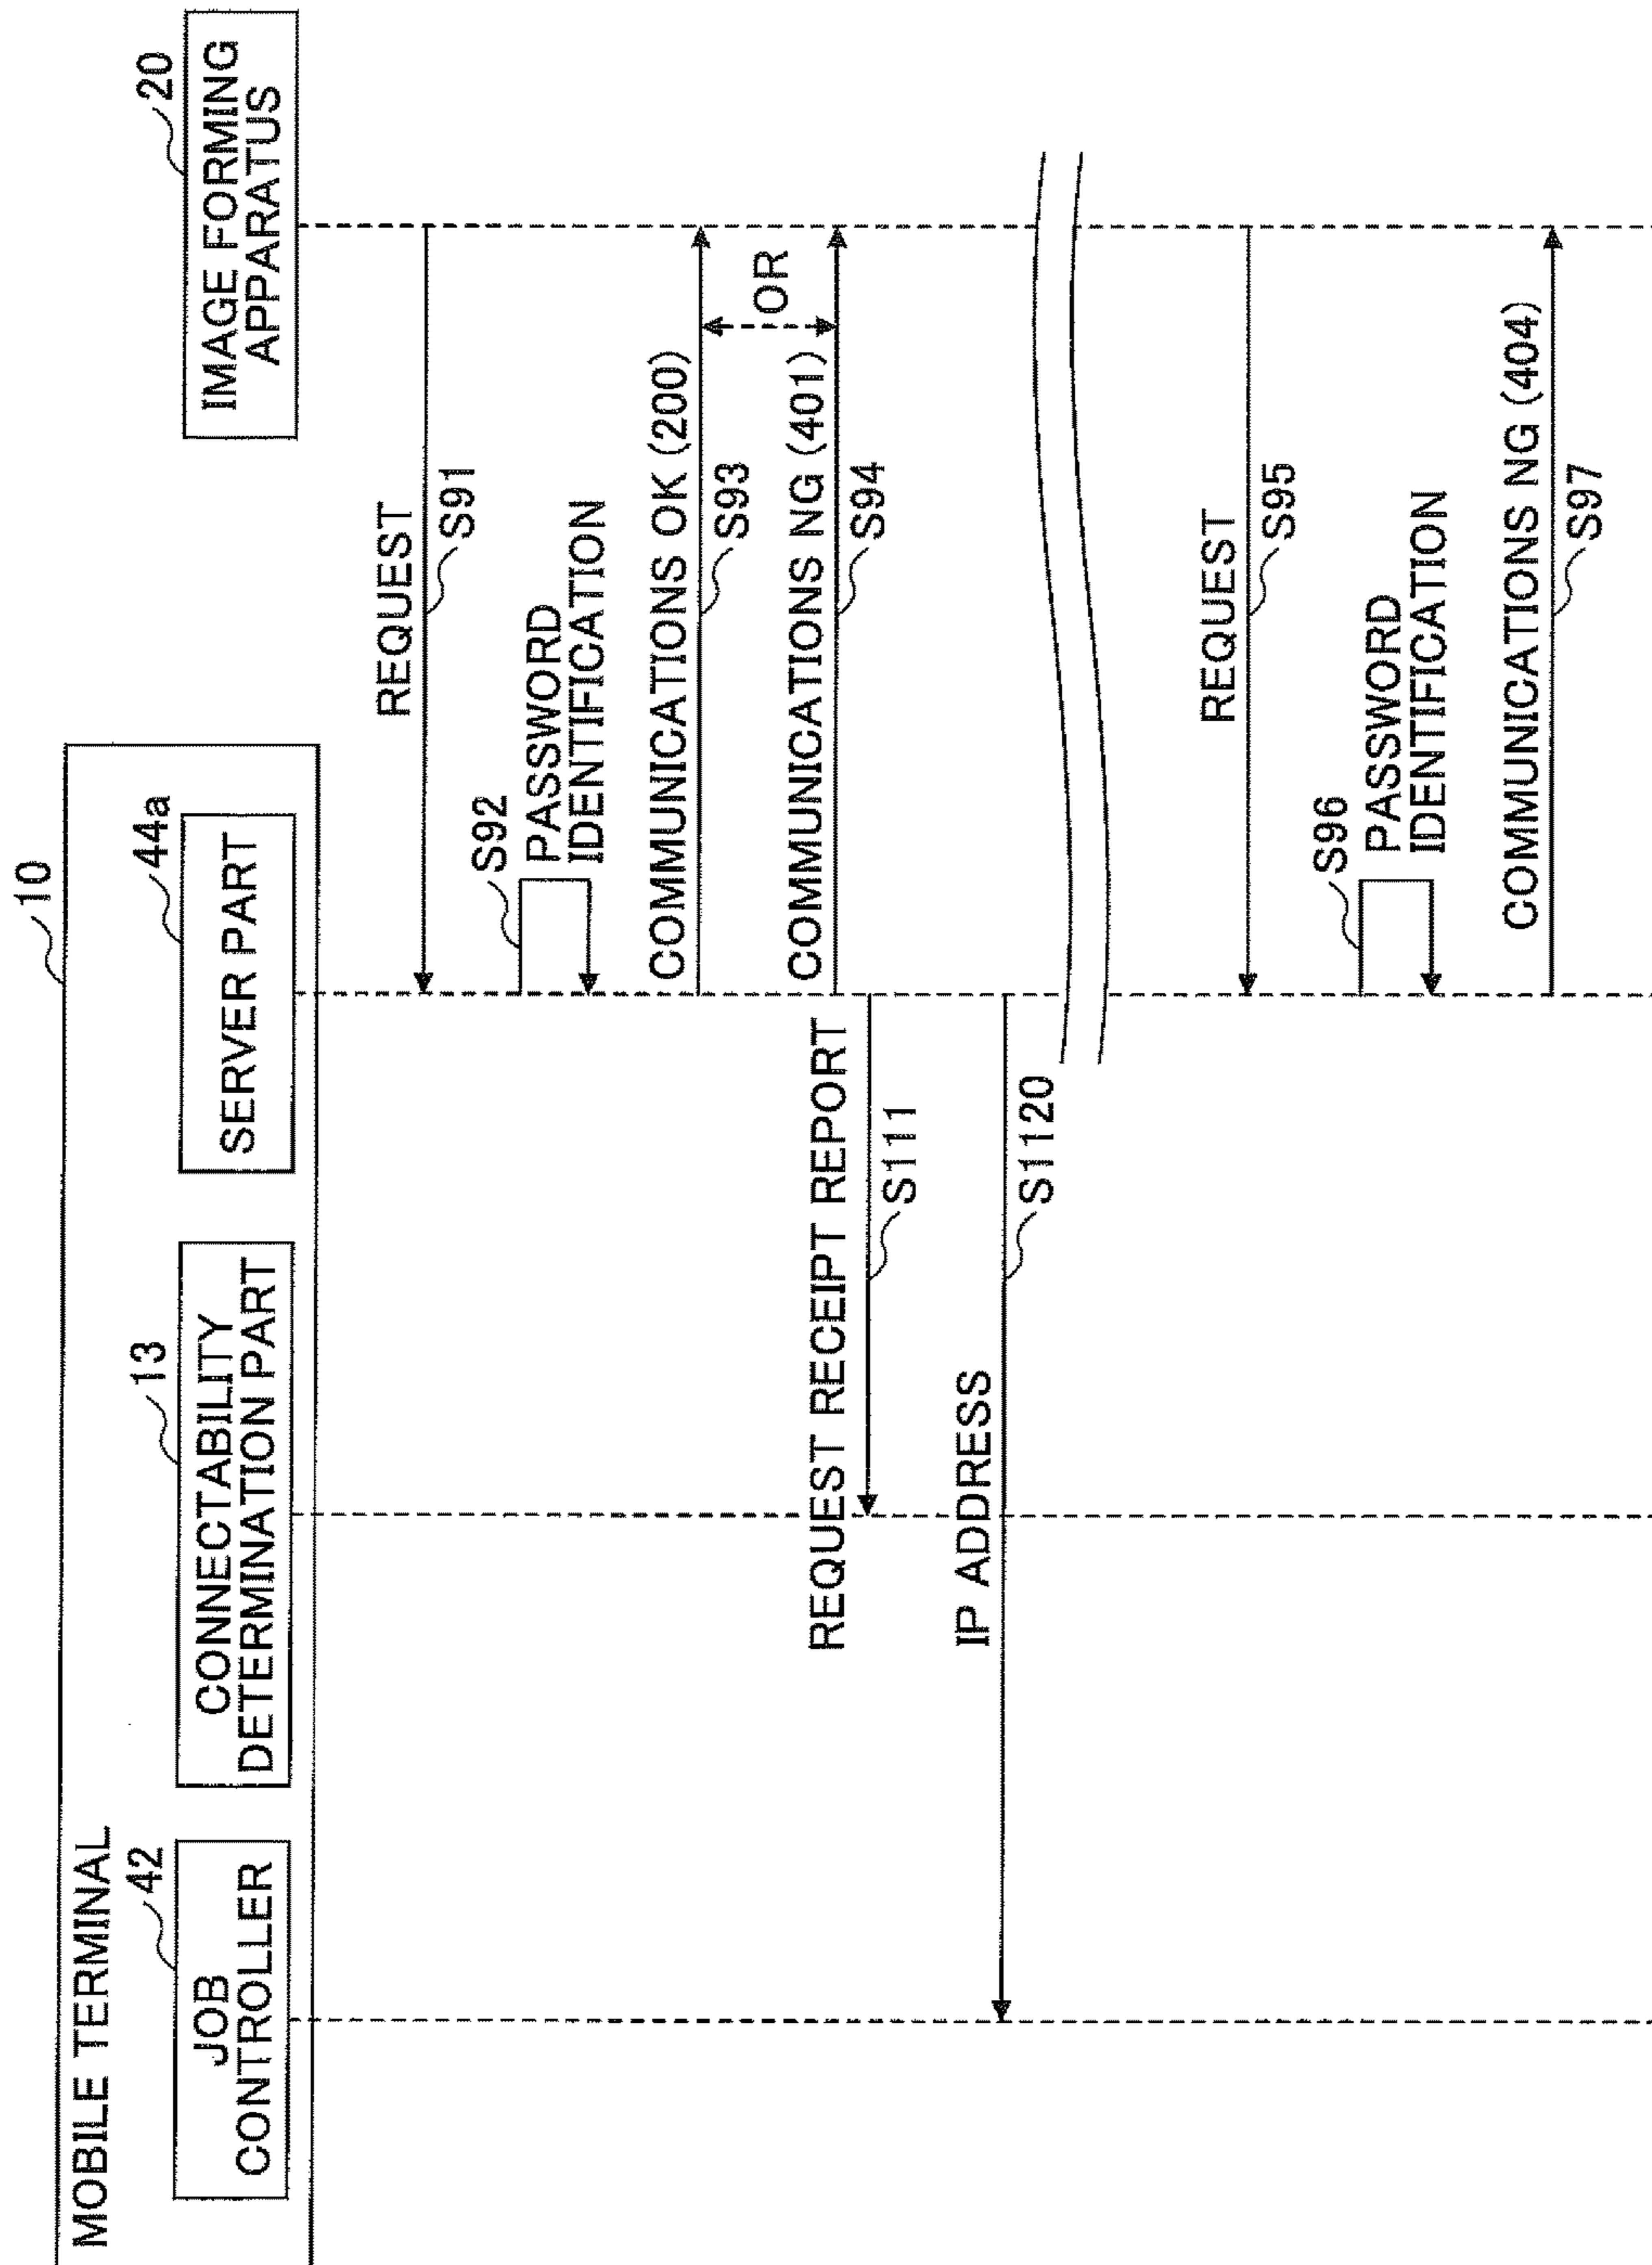 MOBILE TERMINAL
10
42
JOB
CONTROLLER
13
CONNECTABILITY
DETERMINATION PART
44a
SERVER PART
20
IMAGE FORMING
APPARATUS
REQUEST
S91
S92
PASSWORD
IDENTIFICATION
COMMUNICATIONS OK (200)
S93
OR
COMMUNICATIONS NG (401)
S94
REQUEST RECEIPT REPORT
S111
IP ADDRESS
S1120
REQUEST
S95
S96
PASSWORD
IDENTIFICATION
COMMUNICATIONS NG (404)
S97